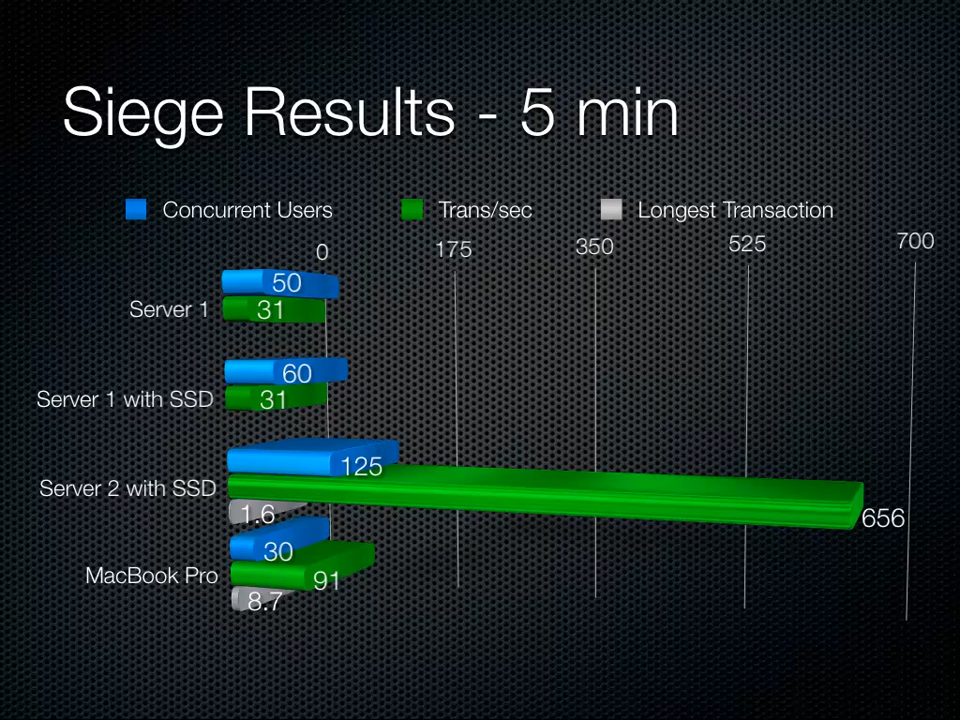 Siege Results - 5 min
Concurrent Users Trans/sec Longest Transaction
0 175 350 525 700
50
Server 1
31
60
Server 1 with SSD
31
125
Server 2 with SSD
1.6
656
30
MacBook Pro
91
8.7